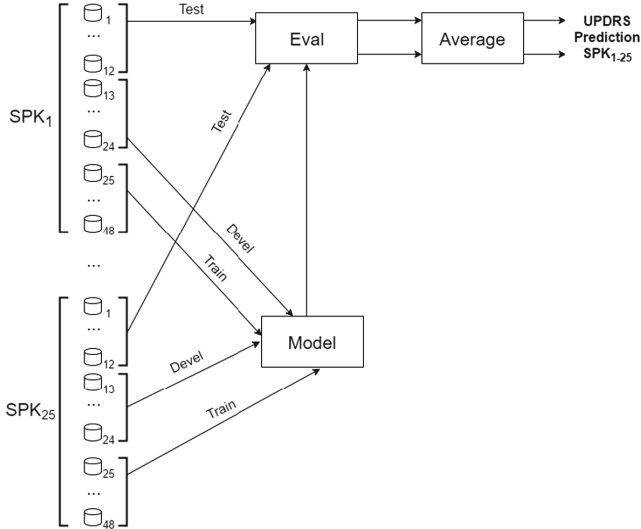 Test
1
...
12
Eval
Average
UPDRS
Prediction
SPK1-25
13
...
24
SPK1
Test
25
...
48
Devel
Train
...
1
...
12
Model
Devel
13
...
24
SPK25
Train
25
...
48